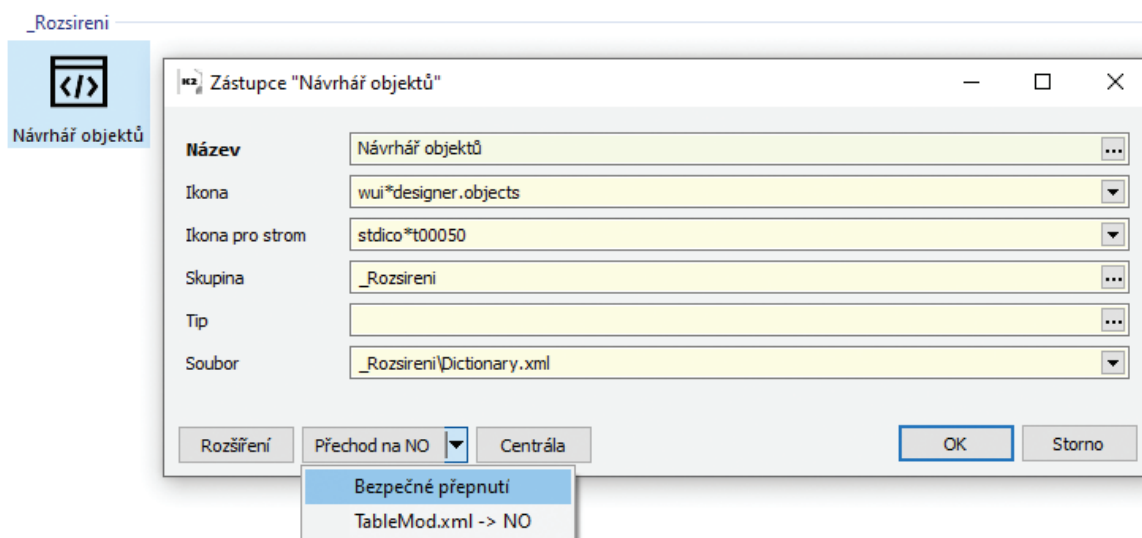 _Rozsireni
Návrhář objektů
K2 Zástupce "Návrhář objektů"
Název Návrhář objektů ...
Ikona wui*designer.objects
Ikona pro strom stdico*t00050
Skupina _Rozsireni ...
Tip ...
Soubor _Rozsireni\Dictionary.xml
Rozšíření Přechod na NO Centrála OK Storno
Bezpečné přepnutí
TableMod.xml -> NO